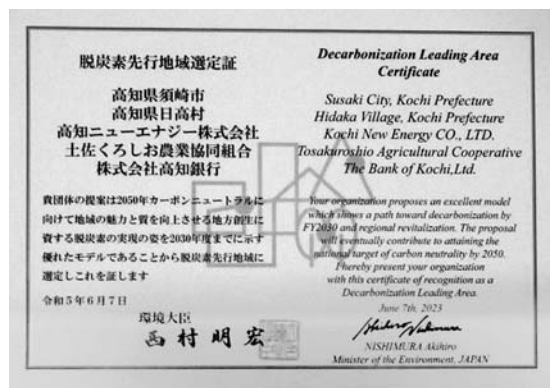 脱炭素先行地域選定証
高知県須崎市
高知県日高村
高知ニューエナジー株式会社
土佐くろしお農業協同組合
株式会社高知銀行
貴団体の提案は2050年カーボンニュートラルに
向けて地域の魅力と質を向上させる地方創生に
資する脱炭素の実現の姿を2030年度までに示す
優れたモデルであることから脱炭素先行地域に
選定しこれを証します
令和5年6月7日
環境大臣
西村明宏
Decarbonization Leading Area
Certificate
Susaki City, Kochi Prefecture
Hidaka Village, Kochi Prefecture
Kochi New Energy CO., LTD.
Tosakuroshio Agricultural Cooperative
The Bank of Kochi,Ltd.
Your organization proposes an excellent model
which shows a path toward decarbonization by
FY2030 and regional revitalization. The proposal
will eventually contribute to attaining the
national target of carbon neutrality by 2050.
I hereby present your organization
with this certificate of recognition as a
Decarbonization Leading Area.
June 7th, 2023
NISHIMURA Akihiro
Minister of the Environment, JAPAN